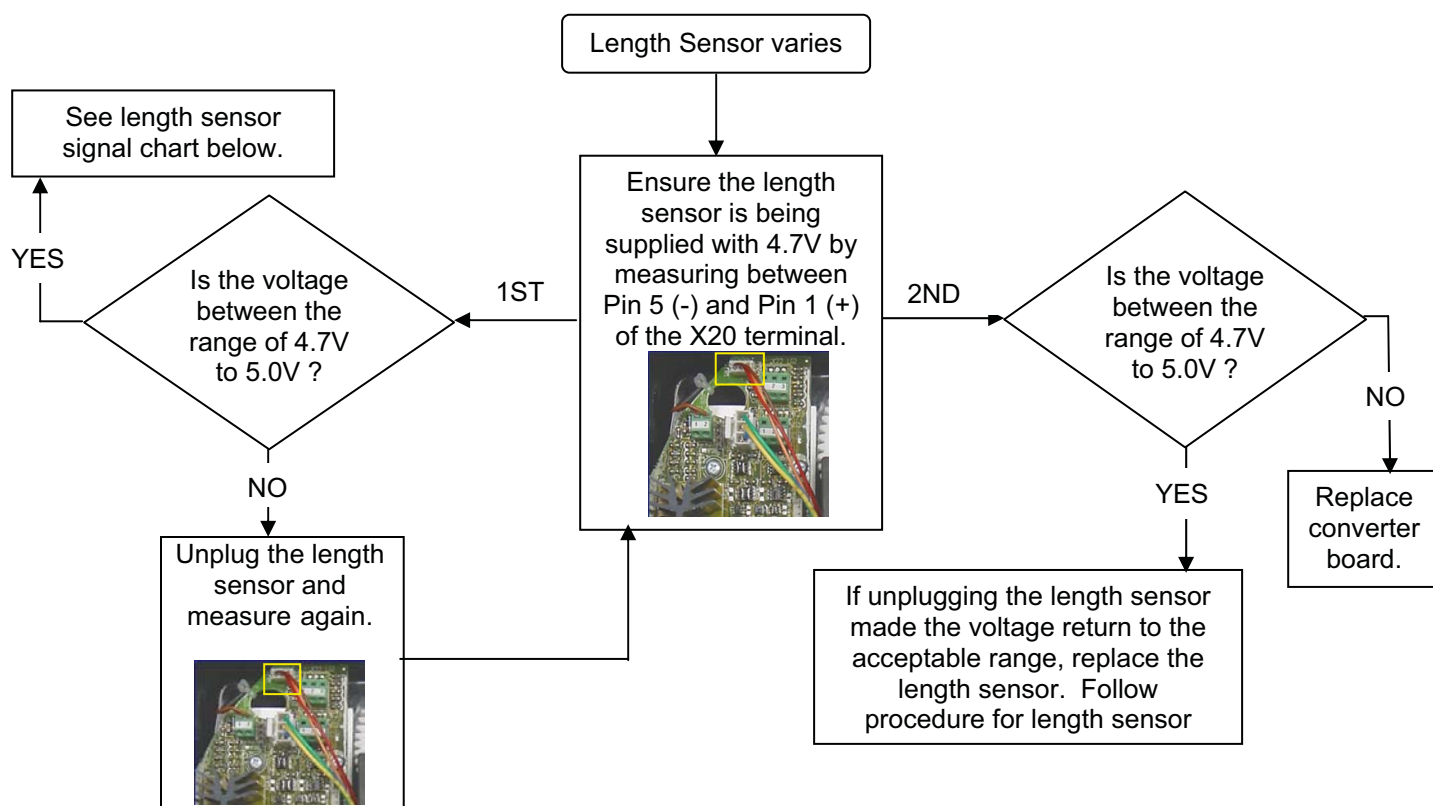 Length Sensor varies
See length sensor
signal chart below.
Ensure the length
sensor is being
supplied with 4.7V by
measuring between
Pin 5 (-) and Pin 1 (+)
of the X20 terminal.
YES
Is the voltage
between the
range of 4.7V
to 5.0V ?
1ST
2ND
Is the voltage
between the
range of 4.7V
to 5.0V ?
NO
NO
YES
Replace
converter
board.
Unplug the length
sensor and
measure again.
If unplugging the length sensor
made the voltage return to the
acceptable range, replace the
length sensor. Follow
procedure for length sensor